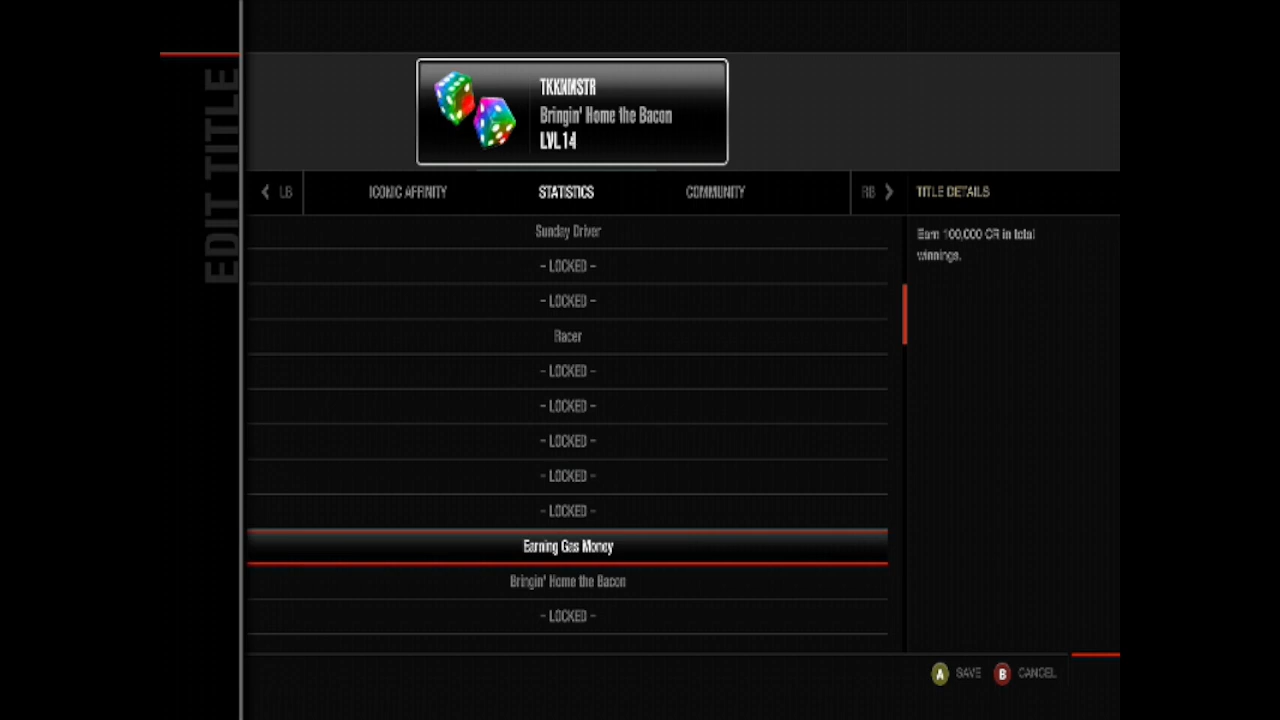 EDIT TITLE
TKKNMSTR
Bringin' Home the Bacon
LVL 14
LB
ICONIC AFFINITY
STATISTICS
COMMUNITY
RB
TITLE DETAILS
Sunday Driver
- LOCKED -
- LOCKED -
Racer
- LOCKED -
- LOCKED -
- LOCKED -
- LOCKED -
- LOCKED -
Earning Gas Money
Bringin' Home the Bacon
- LOCKED -
Earn 100,000 CR in total
winnings.
A SAVE B CANCEL